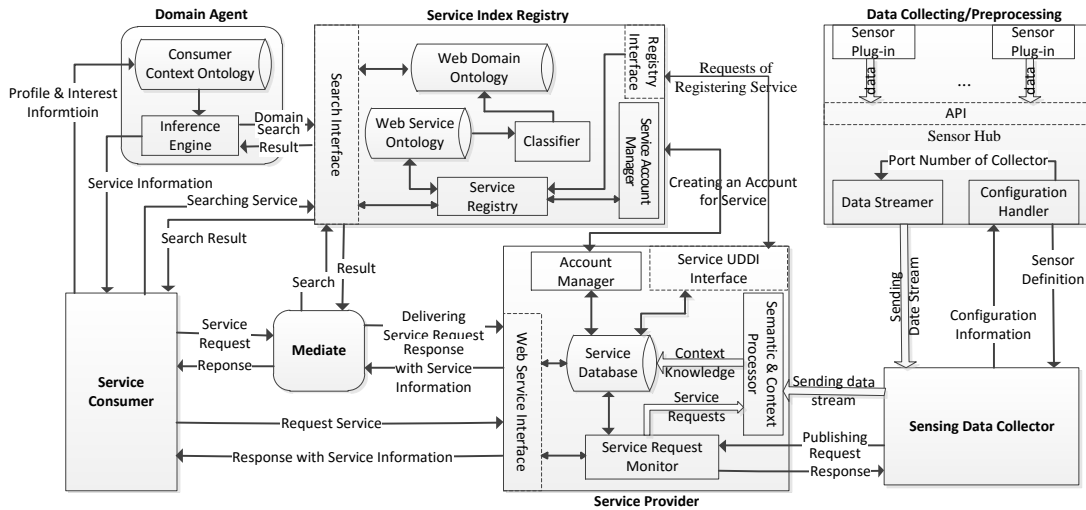 Domain Agent
Consumer
Context Ontology
Inference
Engine
Profile & Interest
Informtioin
Domain
Search
Result
Service Information
Searching Service
Search Result
Service Index Registry
Search Interface
Web Domain
Ontology
Web Service
Ontology
Classifier
Service
Registry
Registry
Interface
Service Account
Manager
Requests of
Registering Service
Creating an Account
for Service
Data Collecting/Preprocessing
Sensor
Plug-in
...
Sensor
Plug-in
data
data
API
Sensor Hub
Port Number of Collector
Data Streamer
Configuration
Handler
Sending
Date Stream
Configuration
Information
Sensor
Definition
Service
Consumer
Search
Result
Service
Request
Reponse
Mediate
Delivering
Service Request
Response
with Service
Information
Request Service
Response with Service Information
Account
Manager
Service UDDI
Interface
Web Service Interface
Service
Database
Context
Knowledge
Semantic & Context
Processor
Service
Requests
Service Request
Monitor
Service Provider
Sending data
stream
Publishing
Request
Response
Sensing Data Collector